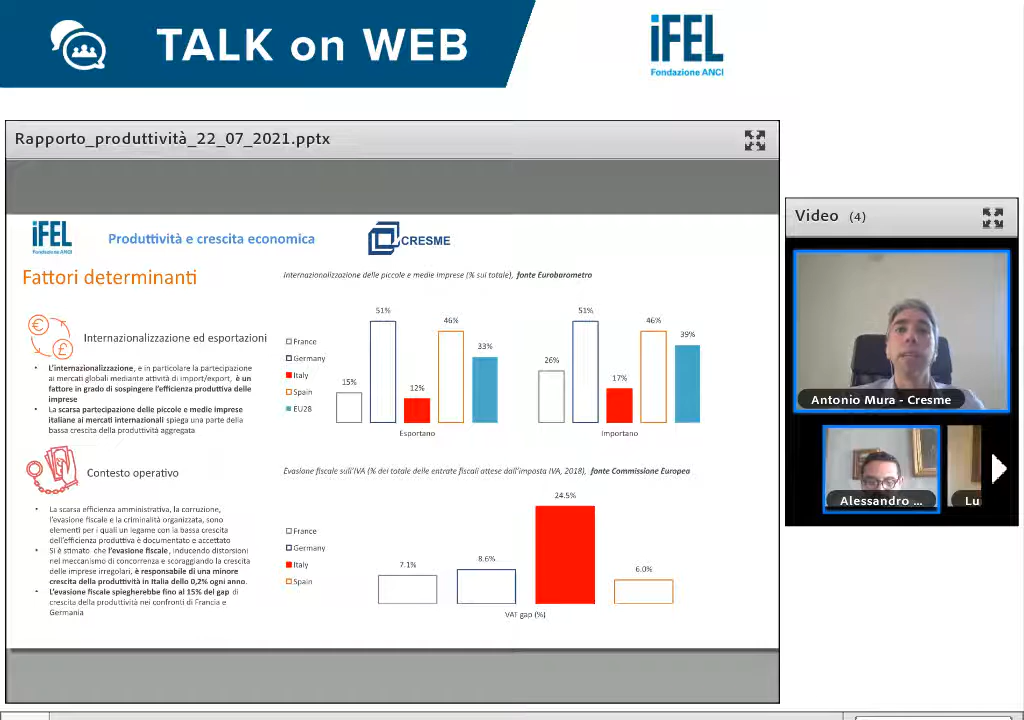 TALK on WEB
iFEL
Fondazione ANCI
Rapporto_produttività_22_07_2021.pptx
iFEL
Fondazione ANCI
Produttività e crescita economica
CRESME
Fattori determinanti
Internazionalizzazione ed esportazioni
• L'internazionalizzazione, e in particolare la partecipazione
ai mercati globali mediante attività di import/export, è un
fattore in grado di sospingere l'efficienza produttiva delle
imprese
• La scarsa partecipazione delle piccole e medie imprese
italiane ai mercati internazionali spiega una parte della
bassa crescita della produttività aggregata
Contesto operativo
• La scarsa efficienza amministrativa, la corruzione,
l'evasione fiscale e la criminalità organizzata, sono
elementi per i quali un legame con la bassa crescita
dell'efficienza produttiva è documentato e accettato
• Si è stimato che l'evasione fiscale, inducendo distorsioni
nel meccanismo di concorrenza e scoraggiando la crescita
delle imprese irregolari, è responsabile di una minore
crescita della produttività in Italia dello 0,2% ogni anno.
• L'evasione fiscale spiegherebbe fino al 15% del gap di
crescita della produttività nei confronti di Francia e
Germania
Internazionalizzazione delle piccole e medie imprese (% sul totale), fonte Eurobarometro
France
Germany
Italy
Spain
EU28
15%
51%
12%
46%
33%
Esportano
26%
51%
17%
46%
39%
Importano
Evasione fiscale sull'IVA (% dei totale delle entrate fiscali attese dall'imposta IVA, 2018), fonte Commissione Europea
France
Germany
Italy
Spain
7.1%
8.6%
24.5%
6.0%
VAT gap (%)
Video (4)
Antonio Mura - Cresme
Alessandro ...
Lu